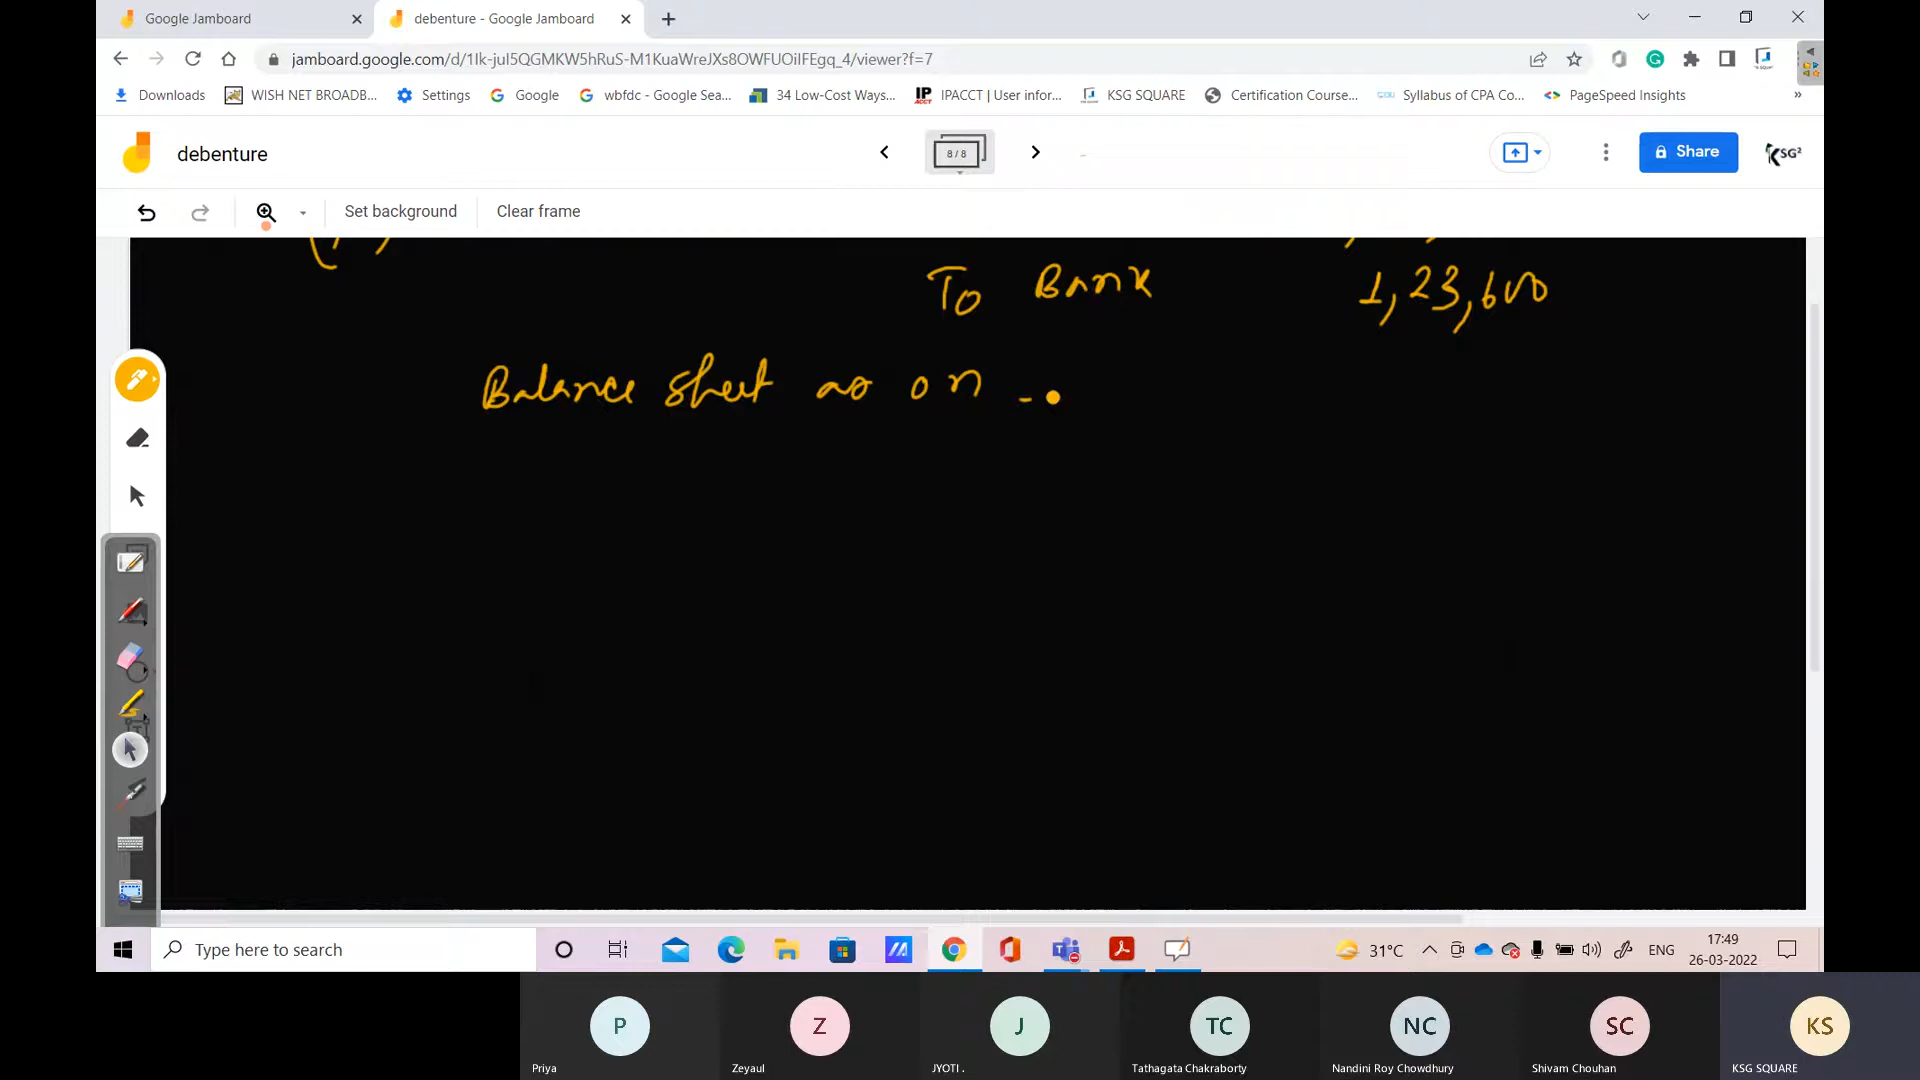 Google Jamboard
debenture - Google Jamboard
jamboard.google.com/d/1Ik-juI5QGMKW5hRuS-M1KuaWreJXs8OWFUOiIFEgq_4/viewer?f=7
Downloads WISH NET BROADB... Settings Google wbfdc - Google Sea... 34 Low-Cost Ways... IP IPACCT | User infor... KSG SQUARE Certification Course... Syllabus of CPA Co... PageSpeed Insights »
debenture
8 / 8
Share
KSG²
Set background
Clear frame
To Bank 1,23,600
Balance sheet as on -
Type here to search
31°C
ENG
17:49
26-03-2022
P Z J TC NC SC KS
Priya Zeyaul JYOTI . Tathagata Chakraborty Nandini Roy Chowdhury Shivam Chouhan KSG SQUARE